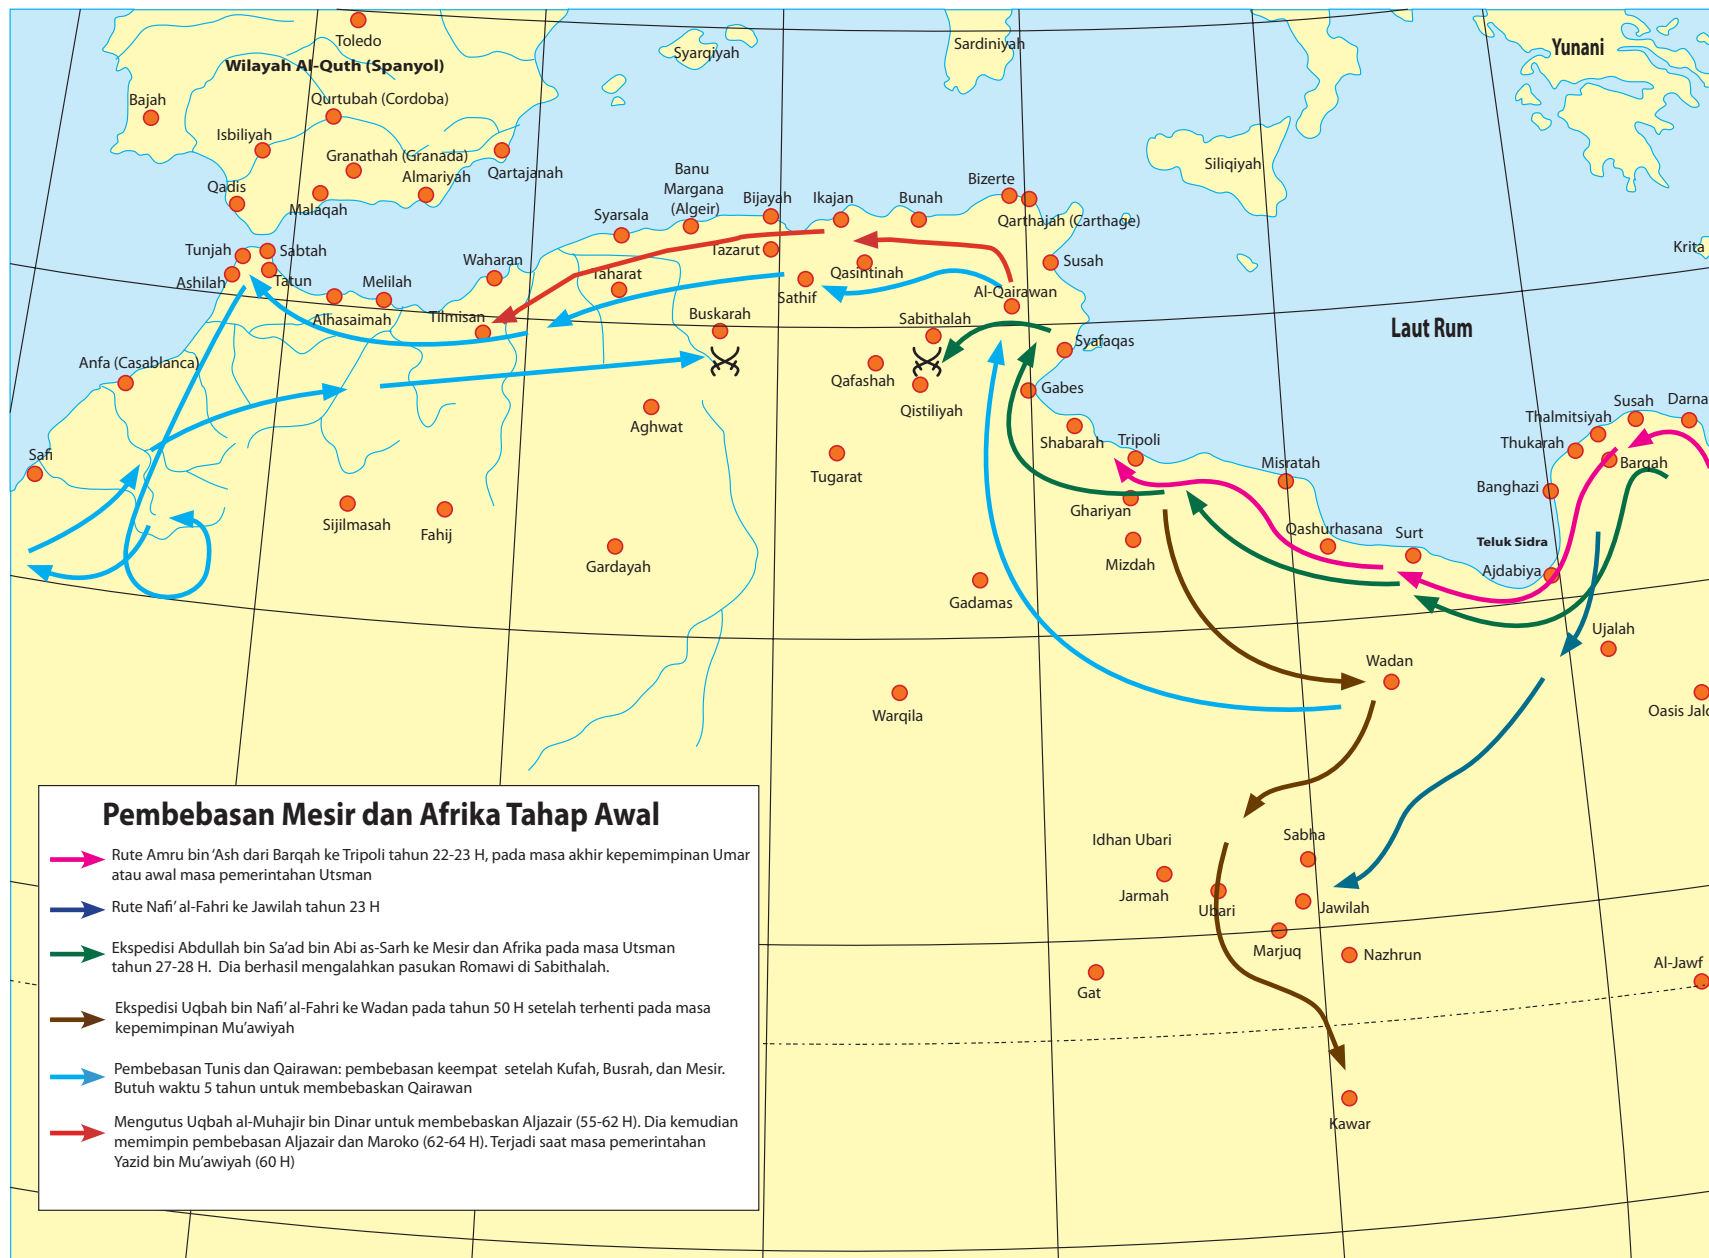 Toledo
Wilayah Al-Quth (Spanyol)
Bajah
Qurtubah (Cordoba)
Isbiliyah
Granathah (Granada)
Qadis
Malaqah
Almariyah
Qartajanah
Syarqiyah
Sardiniyah
Yunani
Siliqiyah
Krita
Laut Rum
Tunjah
Sabtah
Ashilah
Tatun
Alhasaimah
Melilah
Waharan
Tilmisan
Syarsala
Banu
Margana
(Algeir)
Bijayah
Ikajan
Bunah
Bizerte
Qarthajah (Carthage)
Tazarut
Taharat
Sathif
Qasintinah
Susah
Al-Qairawan
Buskarah
Sabithalah
Syafaqas
Anfa (Casablanca)
Qafashah
Qistiliyah
Gabes
Aghwat
Shabarah
Tripoli
Safi
Tugarat
Misratah
Thalmitsiyah
Susah
Darna
Thukarah
Barqah
Banghazi
Sijilmasah
Fahij
Ghariyan
Qashurhasana
Surt
Teluk Sidra
Ajdabiya
Gardayah
Mizdah
Gadamas
Ujalah
Wadan
Warqila
Oasis Jalo
Idhan Ubari
Sabha
Jarmah
Ubari
Jawilah
Marjuq
Nazhrun
Gat
Al-Jawf
Kawar
Pembebasan Mesir dan Afrika Tahap Awal
Rute Amru bin ‘Ash dari Barqah ke Tripoli tahun 22-23 H, pada masa akhir kepemimpinan Umar
atau awal masa pemerintahan Utsman
Rute Nafi’ al-Fahri ke Jawilah tahun 23 H
Ekspedisi Abdullah bin Sa’ad bin Abi as-Sarh ke Mesir dan Afrika pada masa Utsman
tahun 27-28 H. Dia berhasil mengalahkan pasukan Romawi di Sabithalah.
Ekspedisi Uqbah bin Nafi’ al-Fahri ke Wadan pada tahun 50 H setelah terhenti pada masa
kepemimpinan Mu’awiyah
Pembebasan Tunis dan Qairawan: pembebasan keempat setelah Kufah, Busrah, dan Mesir.
Butuh waktu 5 tahun untuk membebaskan Qairawan
Mengutus Uqbah al-Muhajir bin Dinar untuk membebaskan Aljazair (55-62 H). Dia kemudian
memimpin pembebasan Aljazair dan Maroko (62-64 H). Terjadi saat masa pemerintahan
Yazid bin Mu’awiyah (60 H)